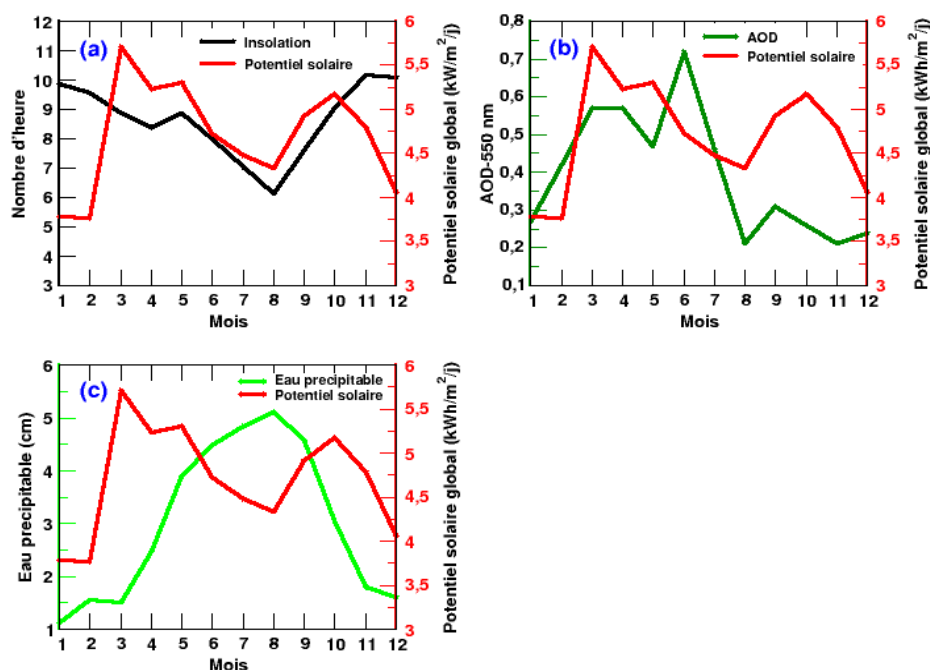 (a)
Insolation
Potentiel solaire
Nombre d'heure
12
11
10
9
8
7
6
5
4
3
1 2 3 4 5 6 7 8 9 10 11 12
Mois
6
5,5
5
4,5
4
3,5
3
Potentiel solaire global (kW/m²/j)
(b)
AOD
Potentiel solaire
AOD-550 nm
0,8
0,7
0,6
0,5
0,4
0,3
0,2
0,1
1 2 3 4 5 6 7 8 9 10 11 12
Mois
6
5,5
5
4,5
4
3,5
3
Potentiel solaire global (kWh/m²/j)
(c)
Eau precipitable
Potentiel solaire
Eau precipitable (cm)
6
5
4
3
2
1
1 2 3 4 5 6 7 8 9 10 11 12
Mois
6
5,5
5
4,5
4
3,5
3
Potentiel solaire global (kWh/m²/j)